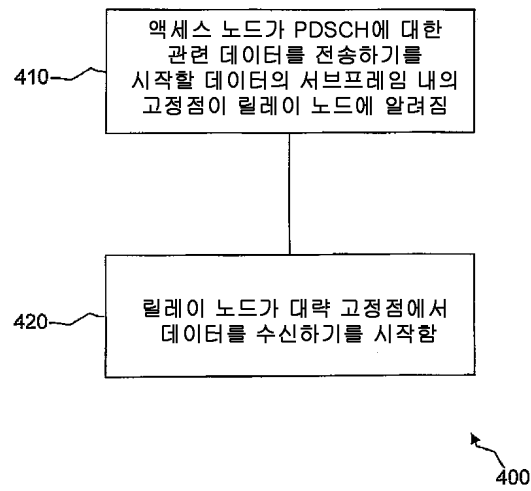 액세스 노드가 PDSCH에 대한
관련 데이터를 전송하기를
시작할 데이터의 서브프레임 내의
고정점이 릴레이 노드에 알려짐
410
릴레이 노드가 대략 고정점에서
데이터를 수신하기를 시작함
420
400